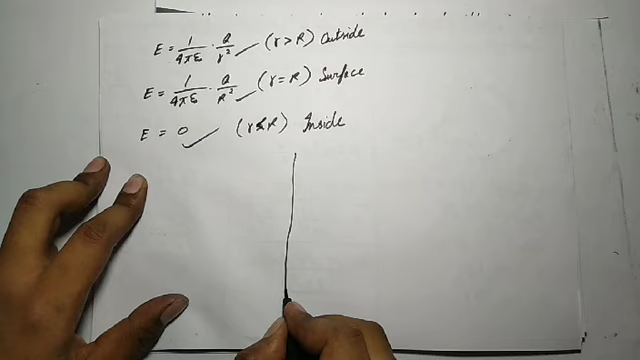 E = 1/4πε · Q/r² (r > R) Outside
E = 1/4πε · Q/R² (r = R) Surface
E = 0 (r < R) Inside